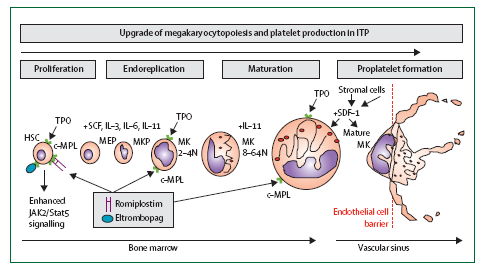 Upgrade of megakaryocytopoiesis and platelet production in ITP
Proliferation
Endoreplication
Maturation
Proplatelet formation
TPO
HSC
c-MPL
+SCF, IL-3, IL-6, IL-11
MEP
MKP
TPO
MK
2-4N
c-MPL
+IL-11
MK
8-64N
TPO
c-MPL
Stromal cells
+SDF-1
Mature
MK
Enhanced
JAK2/Stat5
signalling
Romiplostim
Eltrombopag
Endothelial cell
barrier
Bone marrow
Vascular sinus